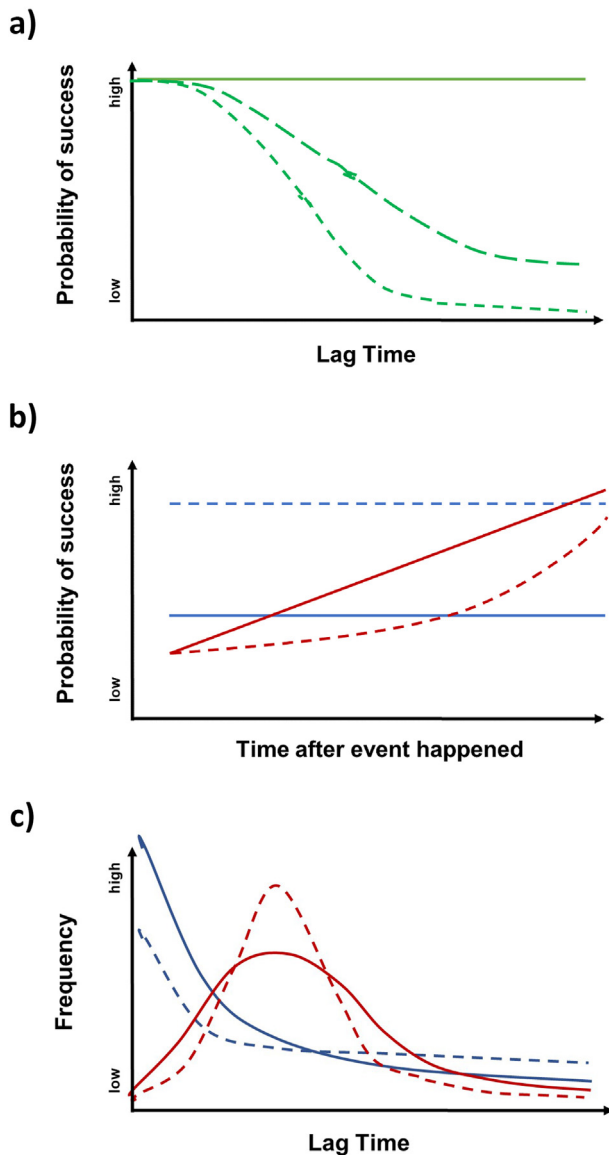 a)
Probability of success
high
low
Lag Time
b)
Probability of success
high
low
Time after event happened
c)
Frequency
high
low
Lag Time